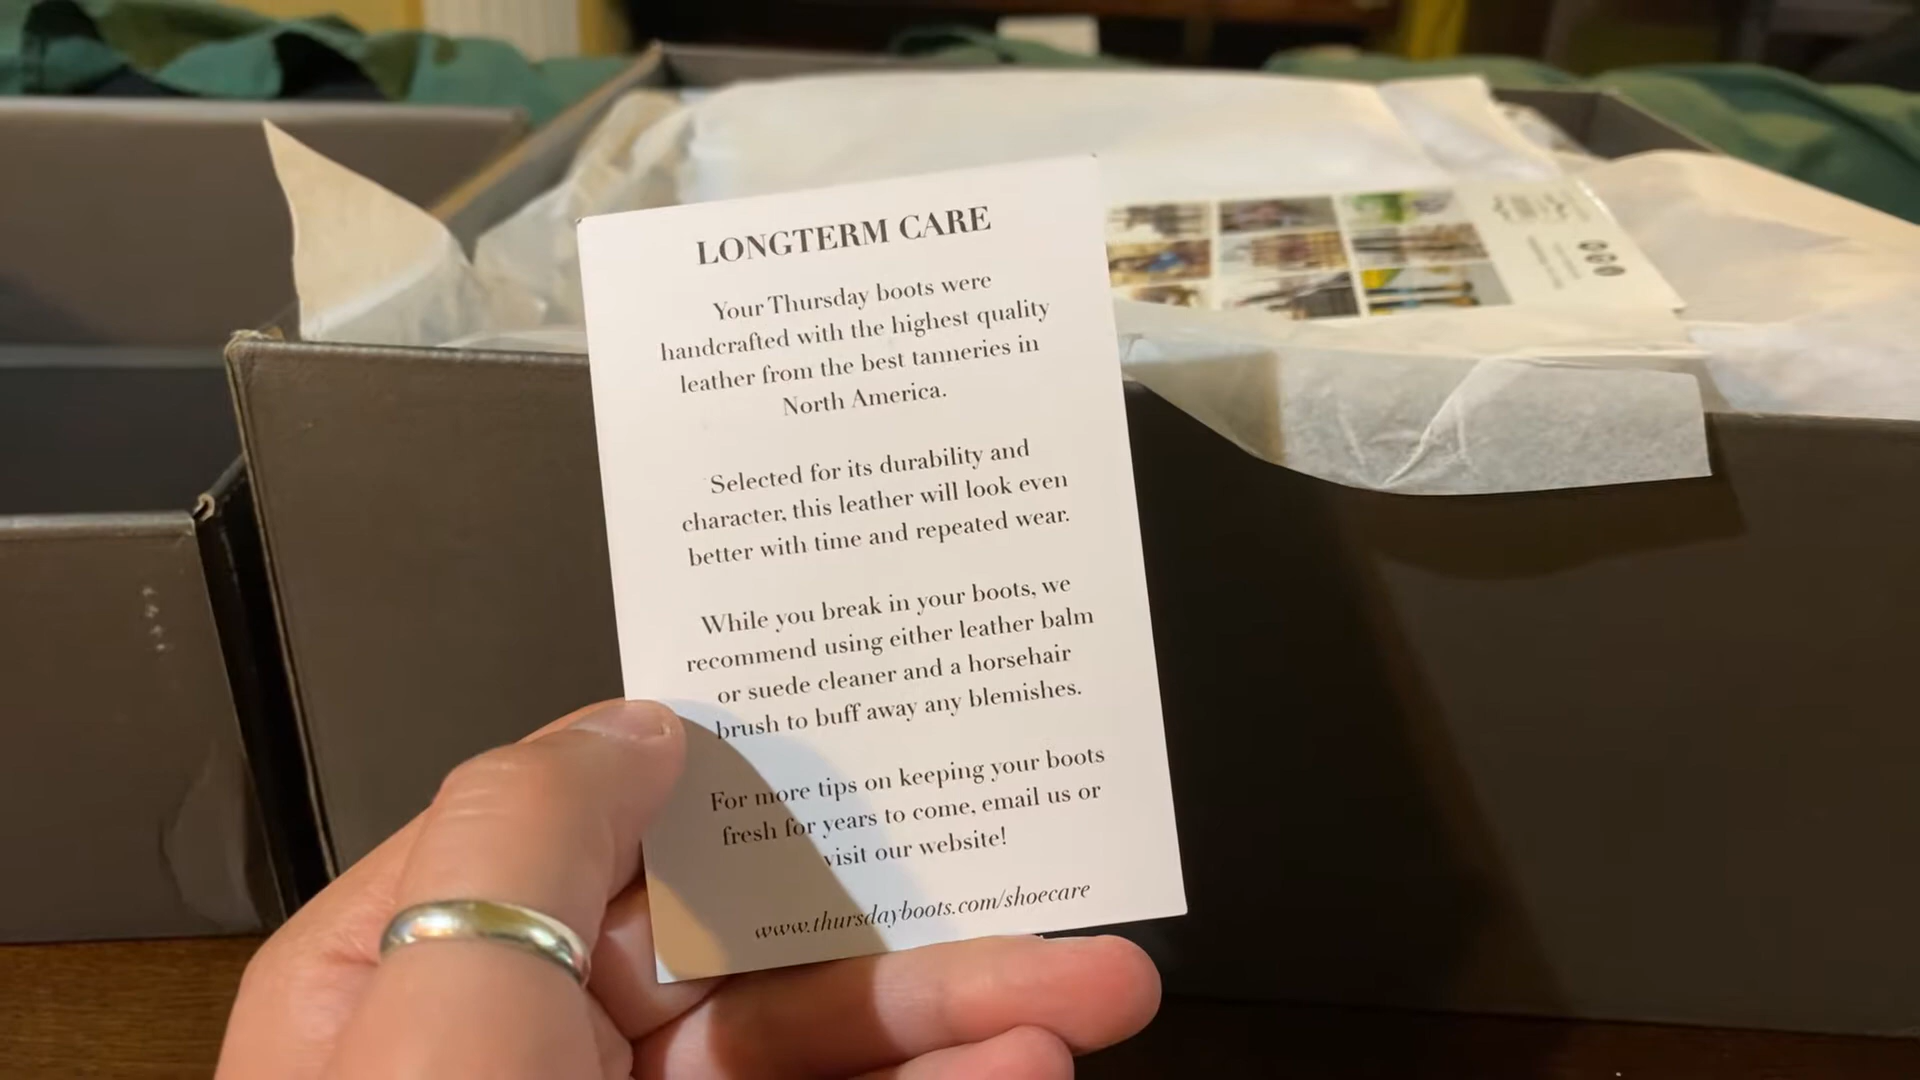 LONGTERM CARE
Your Thursday boots were
handcrafted with the highest quality
leather from the best tanneries in
North America.
Selected for its durability and
character, this leather will look even
better with time and repeated wear.
While you break in your boots, we
recommend using either leather balm
or suede cleaner and a horsehair
brush to buff away any blemishes.
For more tips on keeping your boots
fresh for years to come, email us or
visit our website!
www.thursdayboots.com/shoecare